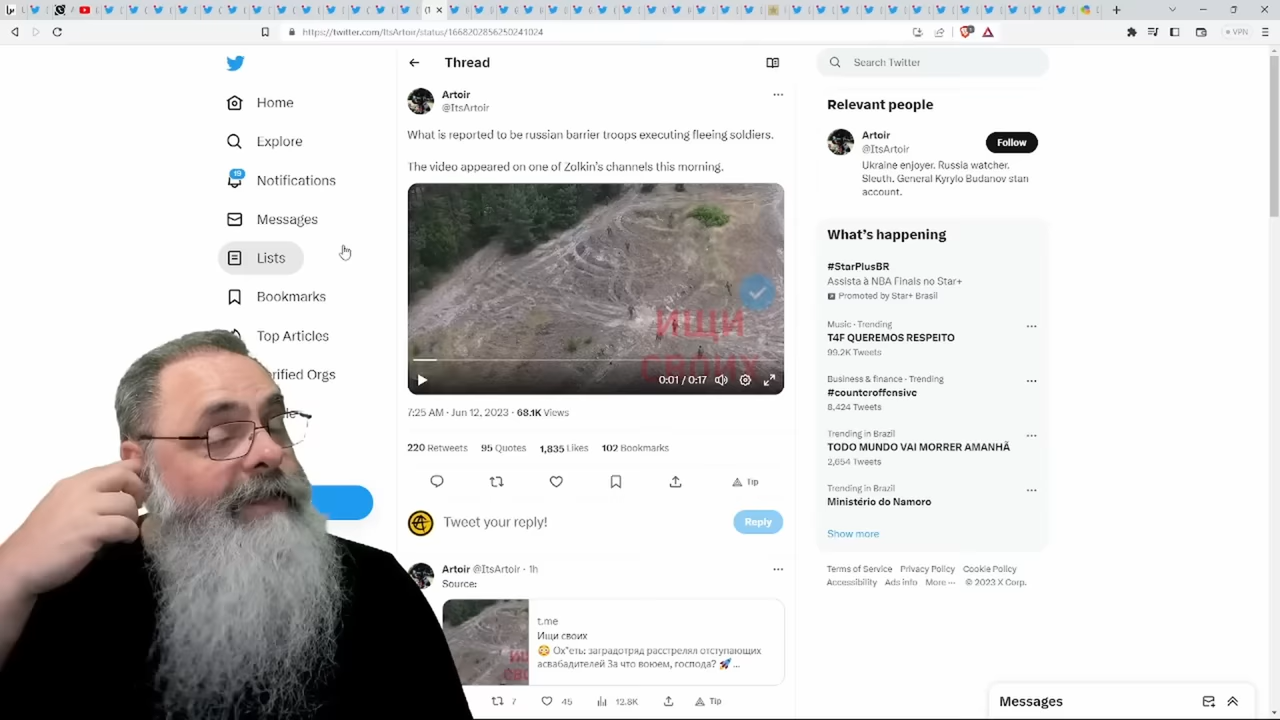 https://twitter.com/ItsArtoir/status/1668202856250241024
VPN
Home
Explore
19
Notifications
Messages
Lists
Bookmarks
Top Articles
Thread
Artoir
@ItsArtoir
What is reported to be russian barrier troops executing fleeing soldiers.
The video appeared on one of Zolkin's channels this morning.
ИЩИ
СВОИХ
0:01 / 0:17
7:25 AM · Jun 12, 2023 · 68.1K Views
220 Retweets 95 Quotes 1,835 Likes 102 Bookmarks
Tip
Tweet your reply!
Reply
Artoir @ItsArtoir · 1h
Source:
t.me
Ищи своих
Ох*еть: заградотряд расстрелял отступающих
асвабадителей За что воюем, господа? 🚀 ...
7 45 12.8K Tip
Search Twitter
Relevant people
Artoir
@ItsArtoir
Follow
Ukraine enjoyer. Russia watcher.
Sleuth. General Kyrylo Budanov stan
account.
What's happening
#StarPlusBR
Assista à NBA Finals no Star+
Promoted by Star+ Brasil
Music · Trending
T4F QUEREMOS RESPEITO
99.2K Tweets
Business & finance · Trending
#counteroffensive
8,424 Tweets
Trending in Brazil
TODO MUNDO VAI MORRER AMANHÃ
2,654 Tweets
Trending in Brazil
Ministério do Namoro
Show more
Terms of Service Privacy Policy Cookie Policy
Accessibility Ads info More ··· © 2023 X Corp.
Messages